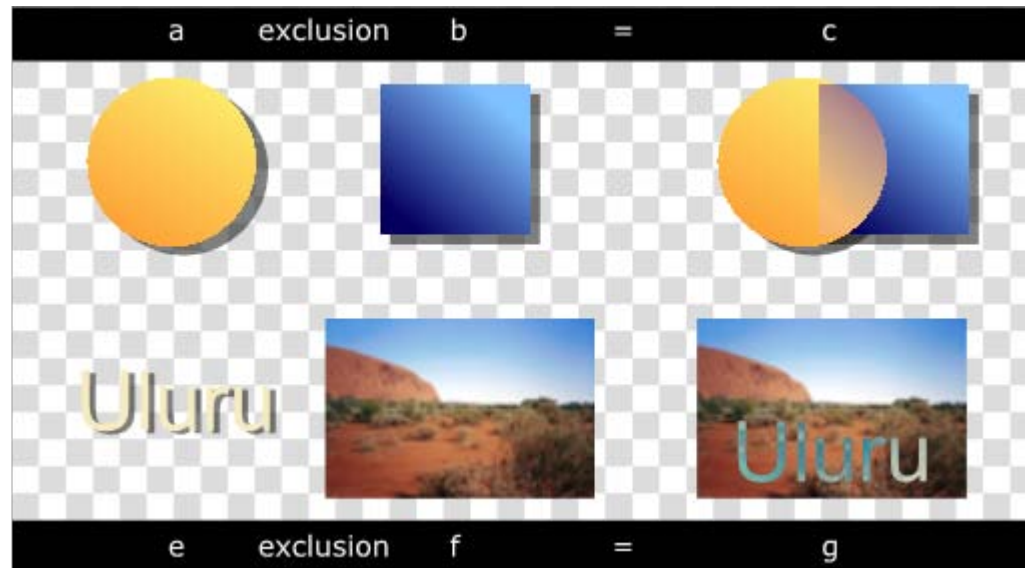 a exclusion b = c
Uluru
Uluru
e exclusion f = g